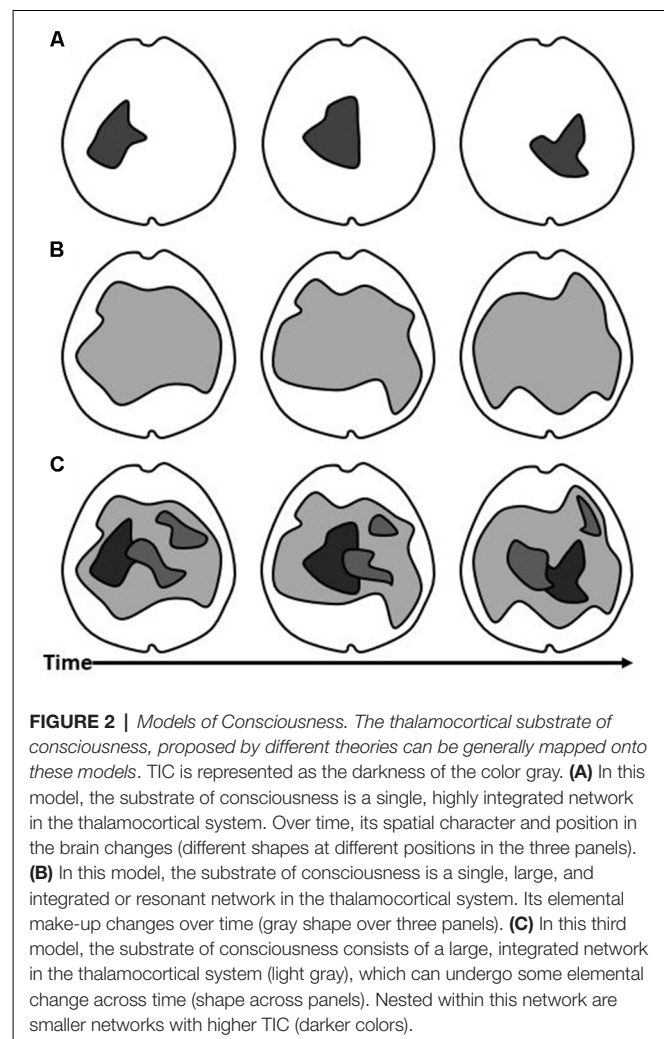 A
B
C
Time
FIGURE 2 | Models of Consciousness. The thalamocortical substrate of
consciousness, proposed by different theories can be generally mapped onto
these models. TIC is represented as the darkness of the color gray. (A) In this
model, the substrate of consciousness is a single, highly integrated network
in the thalamocortical system. Over time, its spatial character and position in
the brain changes (different shapes at different positions in the three panels).
(B) In this model, the substrate of consciousness is a single, large, and
integrated or resonant network in the thalamocortical system. Its elemental
make-up changes over time (gray shape over three panels). (C) In this third
model, the substrate of consciousness consists of a large, integrated network
in the thalamocortical system (light gray), which can undergo some elemental
change across time (shape across panels). Nested within this network are
smaller networks with higher TIC (darker colors).